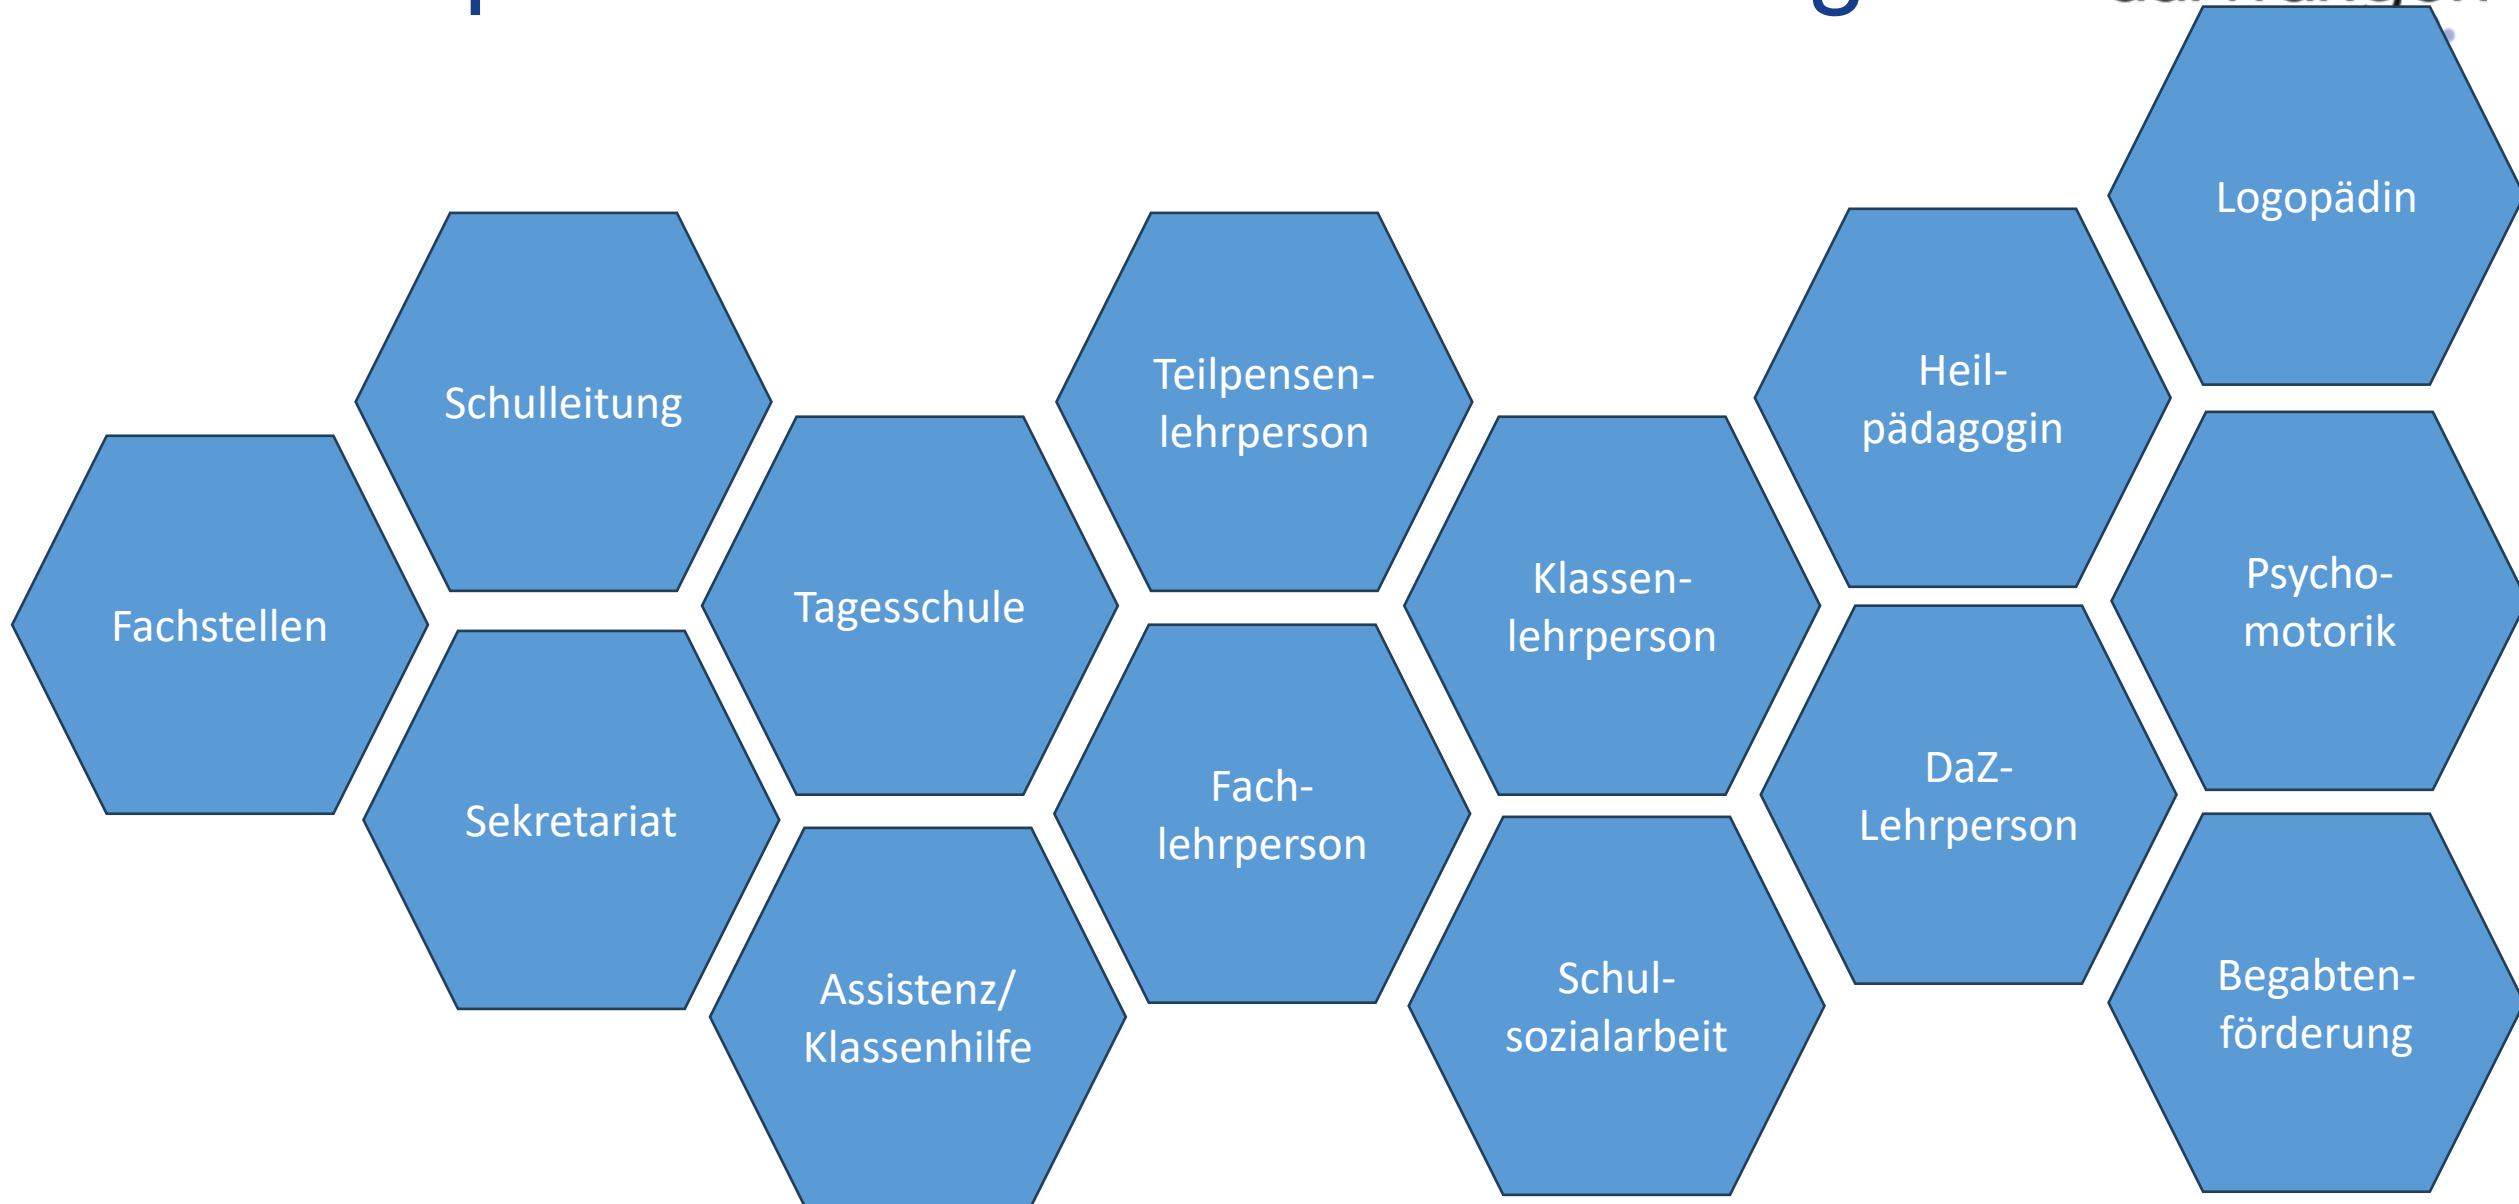 Logopädin
Schulleitung
Teilpensen-
lehrperson
Heil-
pädagogin
Fachstellen
Tagesschule
Klassen-
lehrperson
Psycho-
motorik
Sekretariat
Fach-
lehrperson
DaZ-
Lehrperson
Assistenz/
Klassenhilfe
Schul-
sozialarbeit
Begabten-
förderung